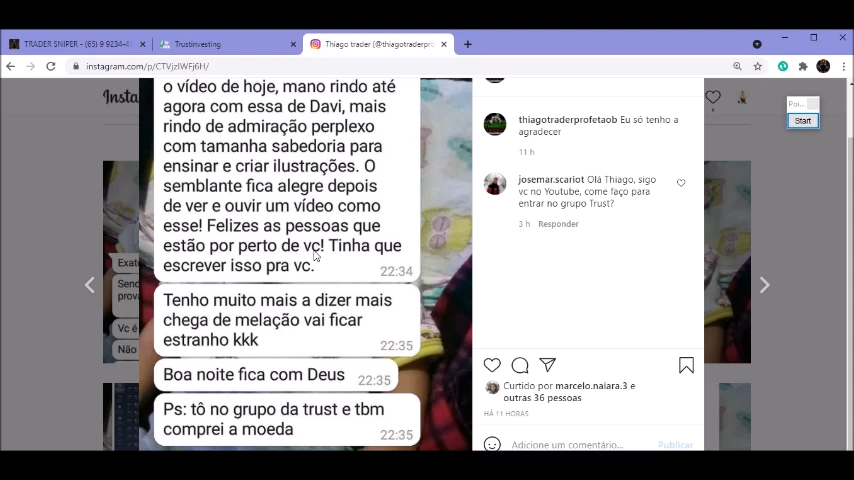 TRADER SNIPER - (65) 9 9234-4
Trustinvesting
Thiago trader (@thiagotraderpro
instagram.com/p/CTVjzIWFj6H/
Insta
Poi...
Start
o vídeo de hoje, mano rindo até
agora com essa de Davi, mais
rindo de admiração perplexo
com tamanha sabedoria para
ensinar e criar ilustrações. O
semblante fica alegre depois
de ver e ouvir um vídeo como
esse! Felizes as pessoas que
estão por perto de vc! Tinha que
escrever isso pra vc.
22:34
Tenho muito mais a dizer mais
chega de melação vai ficar
estranho kkk
22:35
Boa noite fica com Deus
22:35
Ps: tô no grupo da trust e tbm
comprei a moeda
22:35
Exat
Send
prova
Vc é
Não
thiagotraderprofetaob Eu só tenho a
agradecer
11 h
josemar.scariot Olá Thiago, sigo
vc no Youtube, come faço para
entrar no grupo Trust?
3 h Responder
Curtido por marcelo.naiara.3 e
outras 36 pessoas
HÁ 11 HORAS
Adicione um comentário...
Publicar